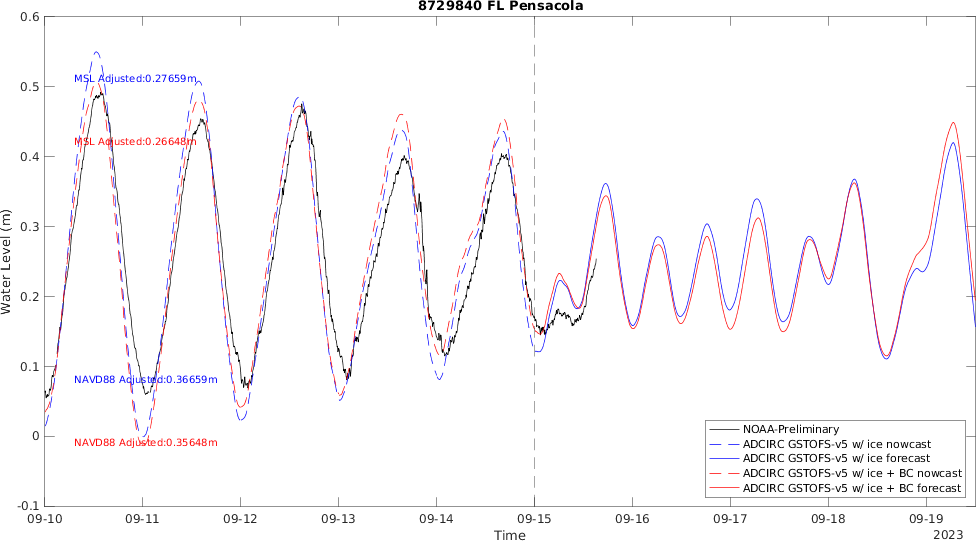 8729840 FL Pensacola
0.6
0.5
0.4
0.3
0.2
0.1
0
-0.1
Water Level (m)
MSL Adjusted:0.27659m
MSL Adjusted:0.26648m
NAVD88 Adjusted:0.36659m
NAVD88 Adjusted:0.35648m
NOAA-Preliminary
ADCIRC GSTOFS-v5 w/ ice nowcast
ADCIRC GSTOFS-v5 w/ ice forecast
ADCIRC GSTOFS-v5 w/ ice + BC nowcast
ADCIRC GSTOFS-v5 w/ ice + BC forecast
09-10 09-11 09-12 09-13 09-14 09-15 09-16 09-17 09-18 09-19
Time
2023